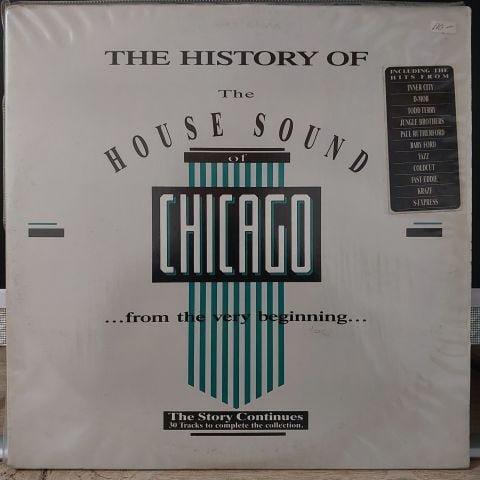 THE HISTORY OF
The
HOUSE SOUND
of
CHICAGO
...from the very beginning...
The Story Continues
30 Tracks to complete the collection.
INCLUDING THE
HITS FROM
INNER CITY
D-MOB
TODD TERRY
JUNGLE BROTHERS
PAUL RUTHERFORD
BABY FORD
YAZZ
COLDCUT
FAST EDDIE
KRAZE
S-EXPRESS